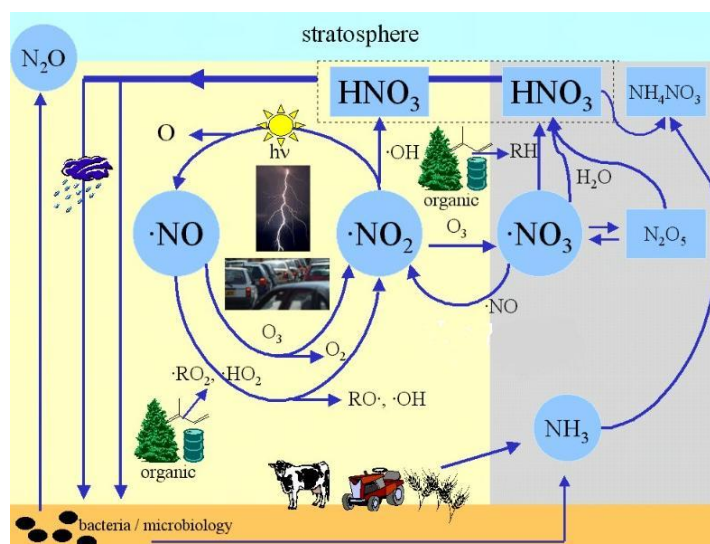 stratosphere
N₂O
HNO₃
HNO₃
NH₄NO₃
O
hν
·OH
RH
organic
H₂O
·NO
·NO₂
O₃
·NO₃
N₂O₅
·NO
O₃
O₂
·RO₂, ·HO₂
RO·, ·OH
organic
NH₃
bacteria / microbiology